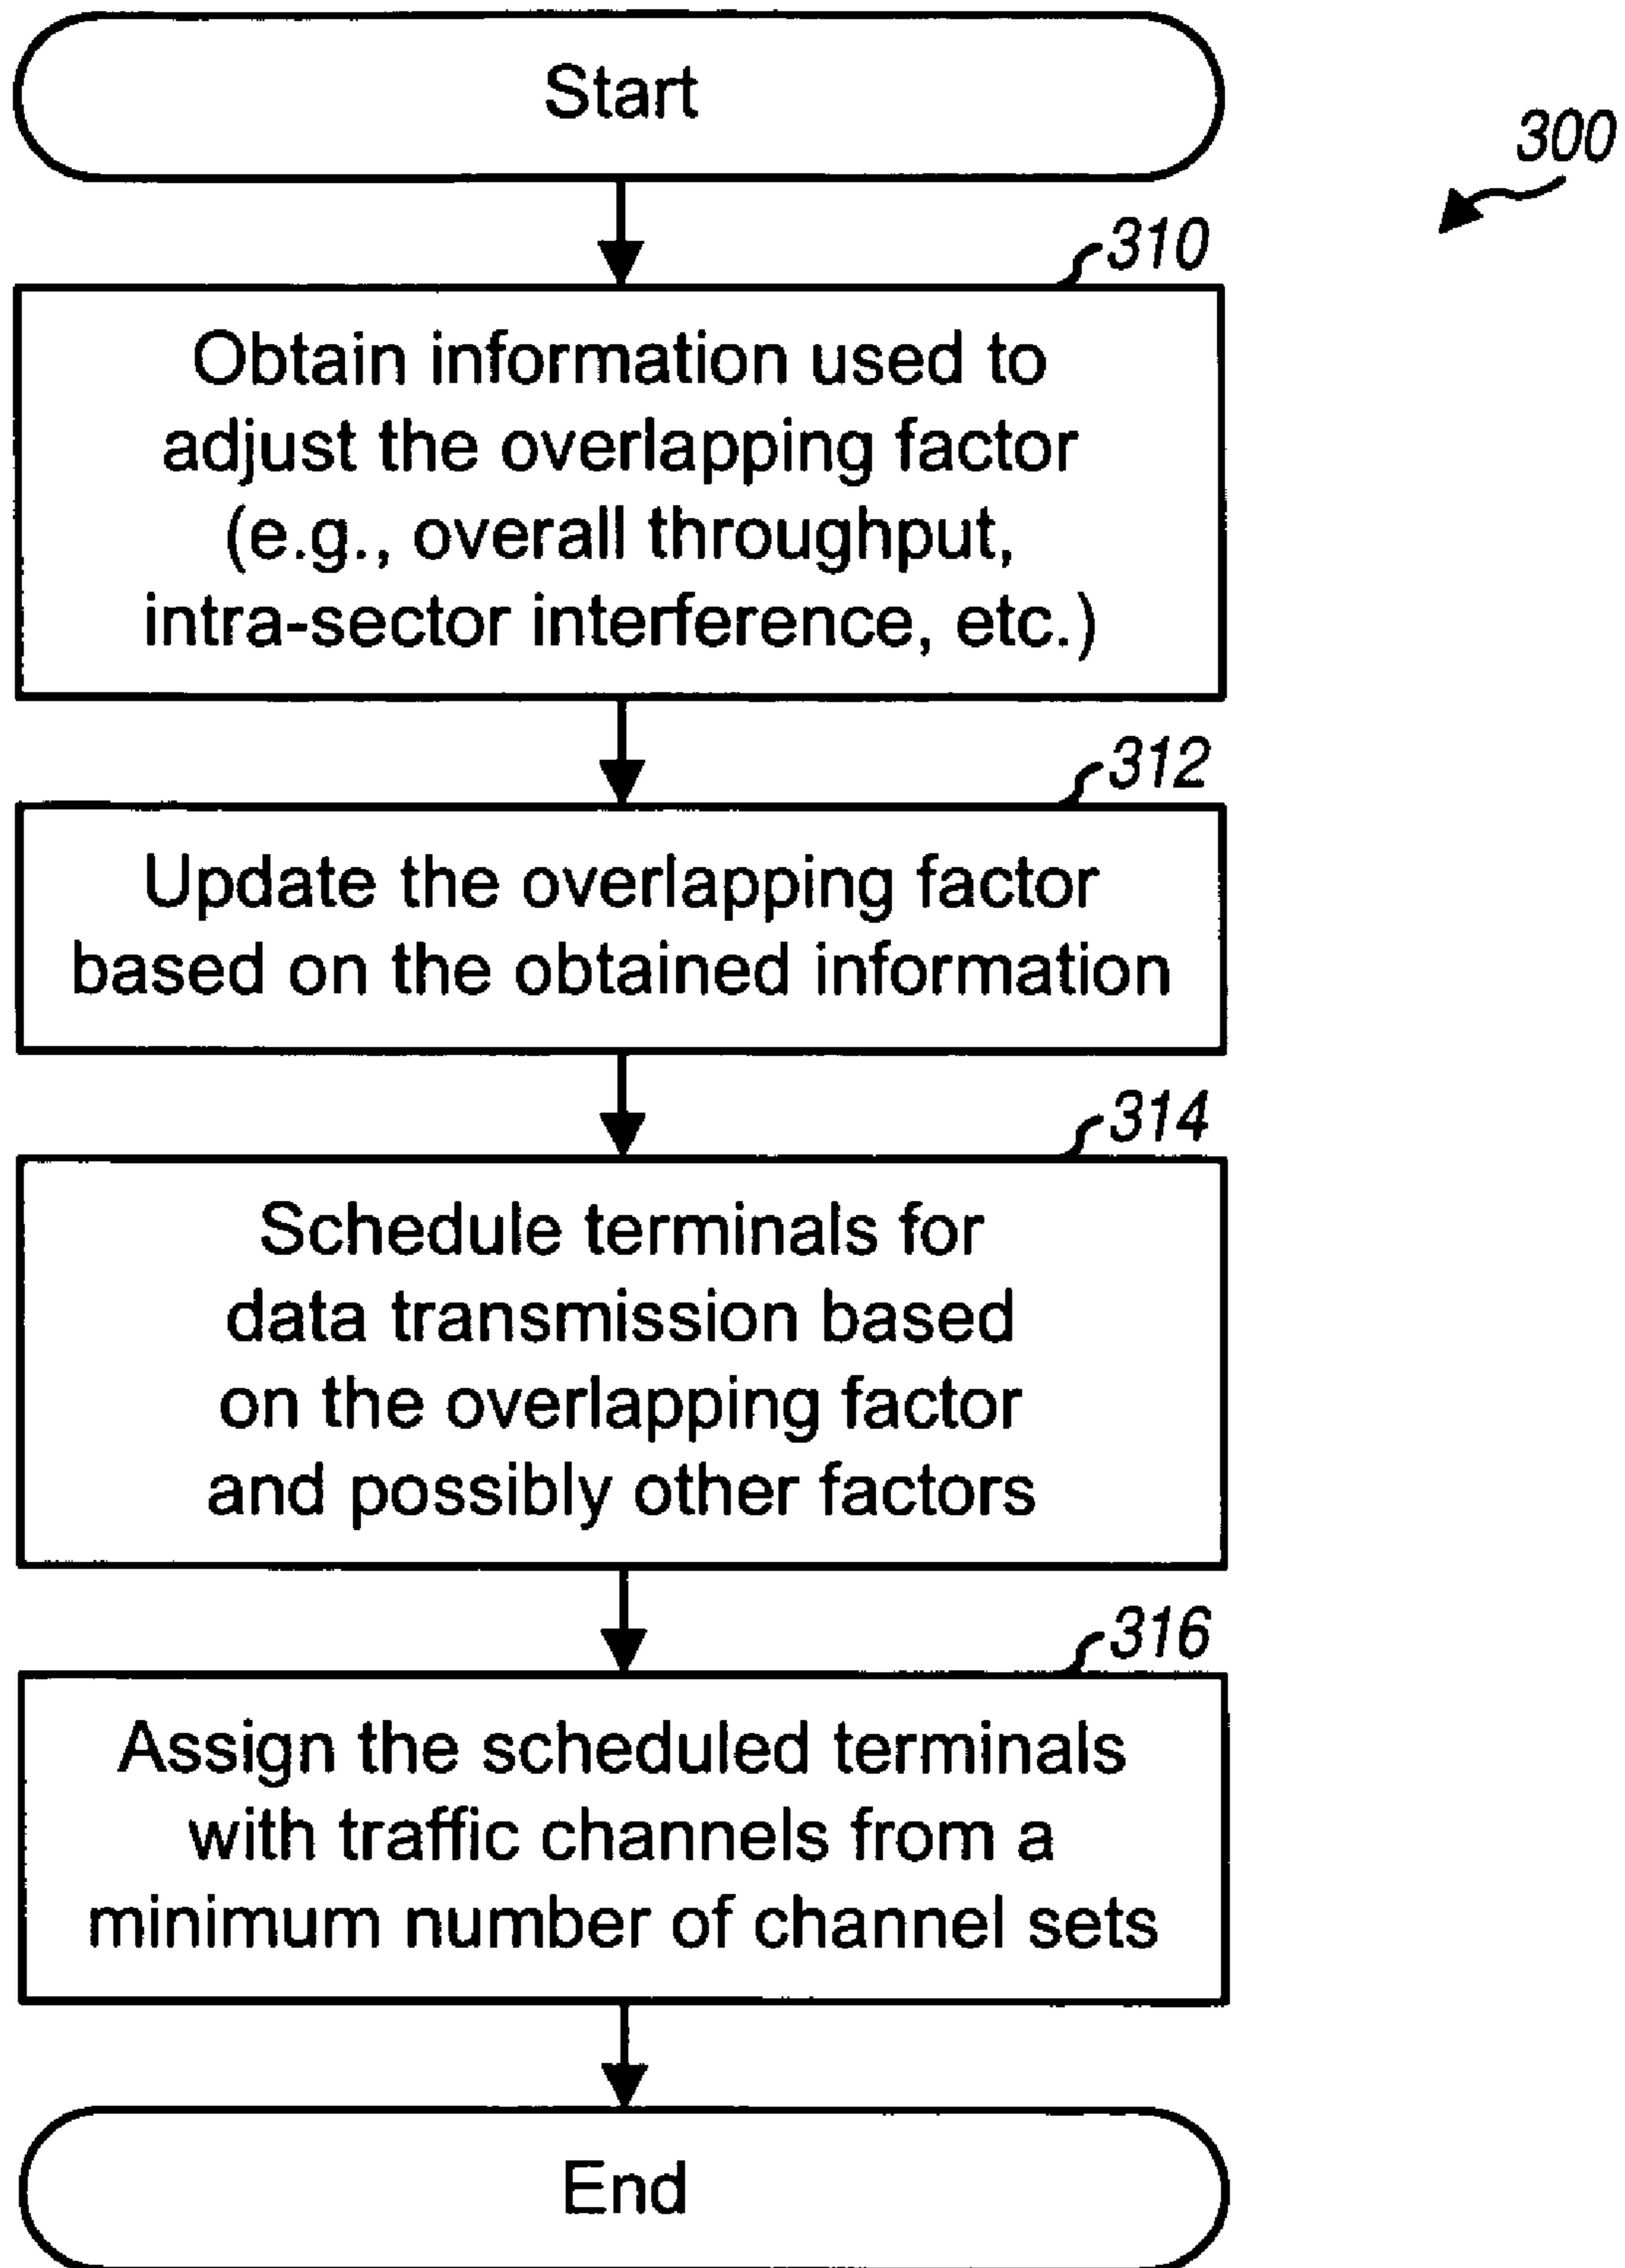 Start
300
310
Obtain information used to
adjust the overlapping factor
(e.g., overall throughput,
intra-sector interference, etc.)
312
Update the overlapping factor
based on the obtained information
314
Schedule terminals for
data transmission based
on the overlapping factor
and possibly other factors
316
Assign the scheduled terminals
with traffic channels from a
minimum number of channel sets
End